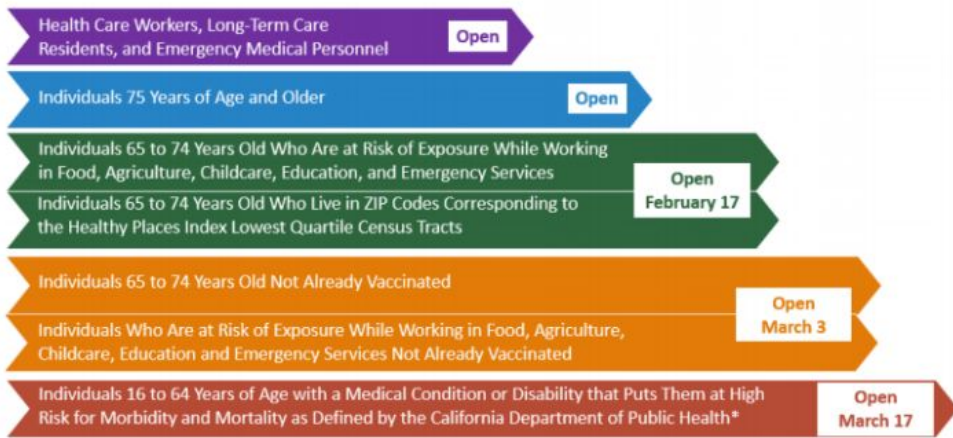 Health Care Workers, Long-Term Care
Residents, and Emergency Medical Personnel
Open
Individuals 75 Years of Age and Older
Open
Individuals 65 to 74 Years Old Who Are at Risk of Exposure While Working
in Food, Agriculture, Childcare, Education, and Emergency Services
Individuals 65 to 74 Years Old Who Live in ZIP Codes Corresponding to
the Healthy Places Index Lowest Quartile Census Tracts
Open
February 17
Individuals 65 to 74 Years Old Not Already Vaccinated
Individuals Who Are at Risk of Exposure While Working in Food, Agriculture,
Childcare, Education and Emergency Services Not Already Vaccinated
Open
March 3
Individuals 16 to 64 Years of Age with a Medical Condition or Disability that Puts Them at High
Risk for Morbidity and Mortality as Defined by the California Department of Public Health*
Open
March 17